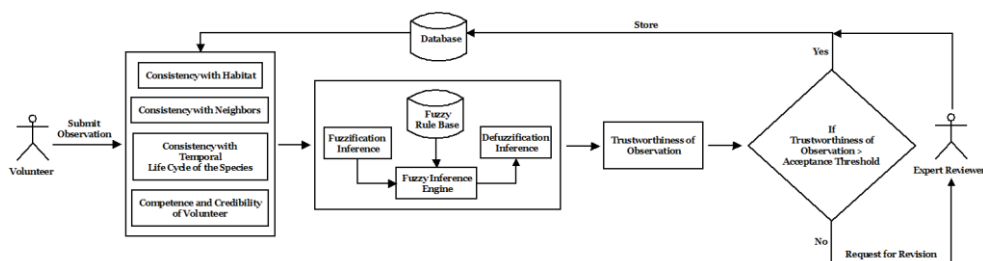 Store
Database
Yes
Consistency with Habitat
Consistency with Neighbors
Consistency with
Temporal
Life Cycle of the Species
Competence and Credibility
of Volunteer
Submit
Observation
Volunteer
Fuzzy
Rule Base
Fuzzification
Inference
Defuzzification
Inference
Fuzzy Inference
Engine
Trustworthiness of
Observation
If
Trustworthiness of
Observation >
Acceptance Threshold
Expert Reviewer
No
Request for Revision